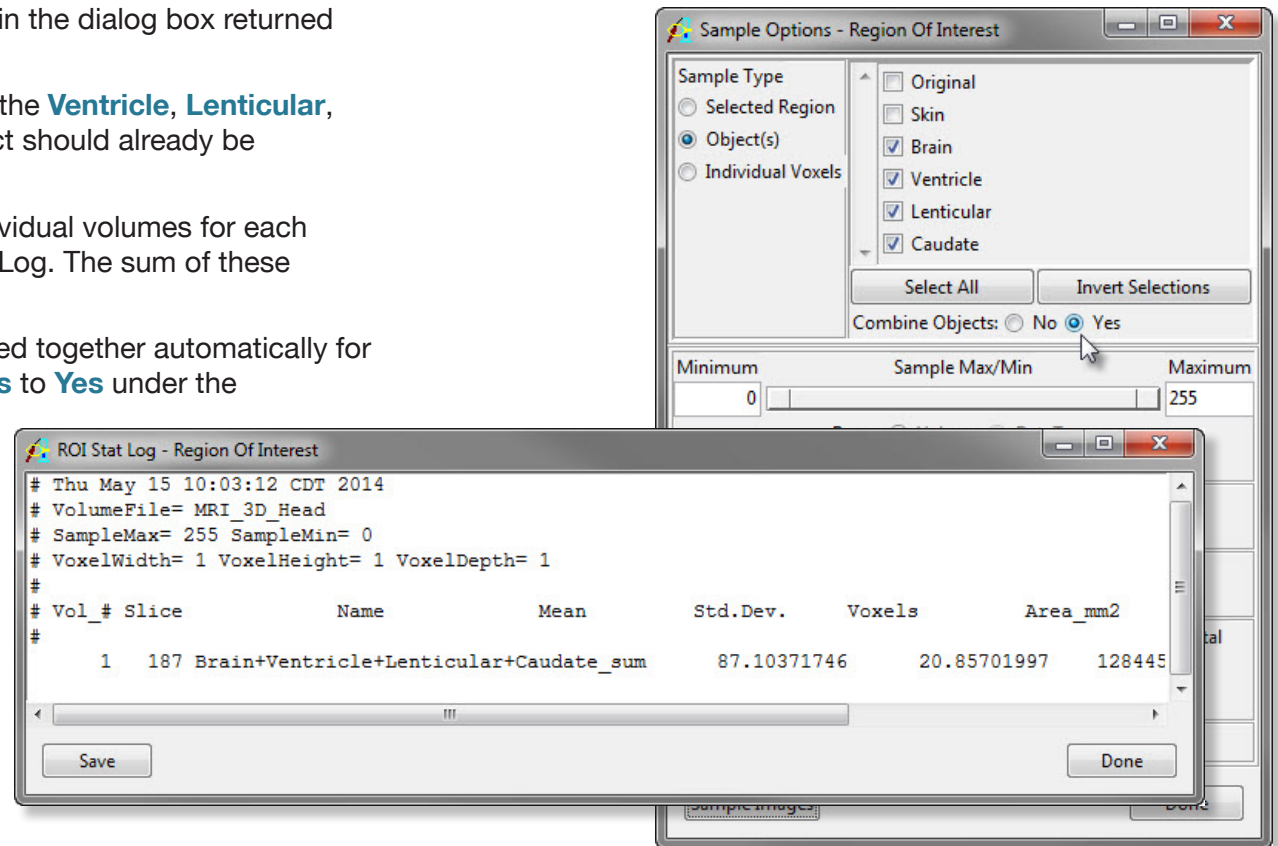 in the dialog box returned
the Ventricle, Lenticular,
ct should already be
vidual volumes for each
Log. The sum of these
ed together automatically for
s to Yes under the
Sample Options - Region Of Interest
Sample Type
Selected Region
Object(s)
Individual Voxels
Original
Skin
Brain
Ventricle
Lenticular
Caudate
Select All Invert Selections
Combine Objects: No Yes
Minimum Sample Max/Min Maximum
0 255
ROI Stat Log - Region Of Interest
# Thu May 15 10:03:12 CDT 2014
# VolumeFile= MRI_3D_Head
# SampleMax= 255 SampleMin= 0
# VoxelWidth= 1 VoxelHeight= 1 VoxelDepth= 1
#
# Vol_# Slice Name Mean Std.Dev. Voxels Area_mm2
#
1 187 Brain+Ventricle+Lenticular+Caudate_sum 87.10371746 20.85701997 128445
tal
Save Done
Sample Images Done